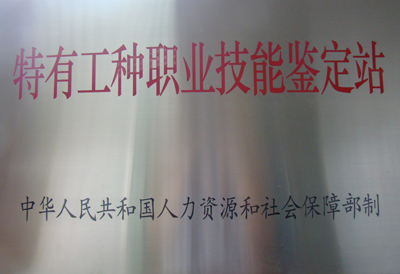 特有工种职业技能鉴定站
中华人民共和国人力资源和社会保障部制